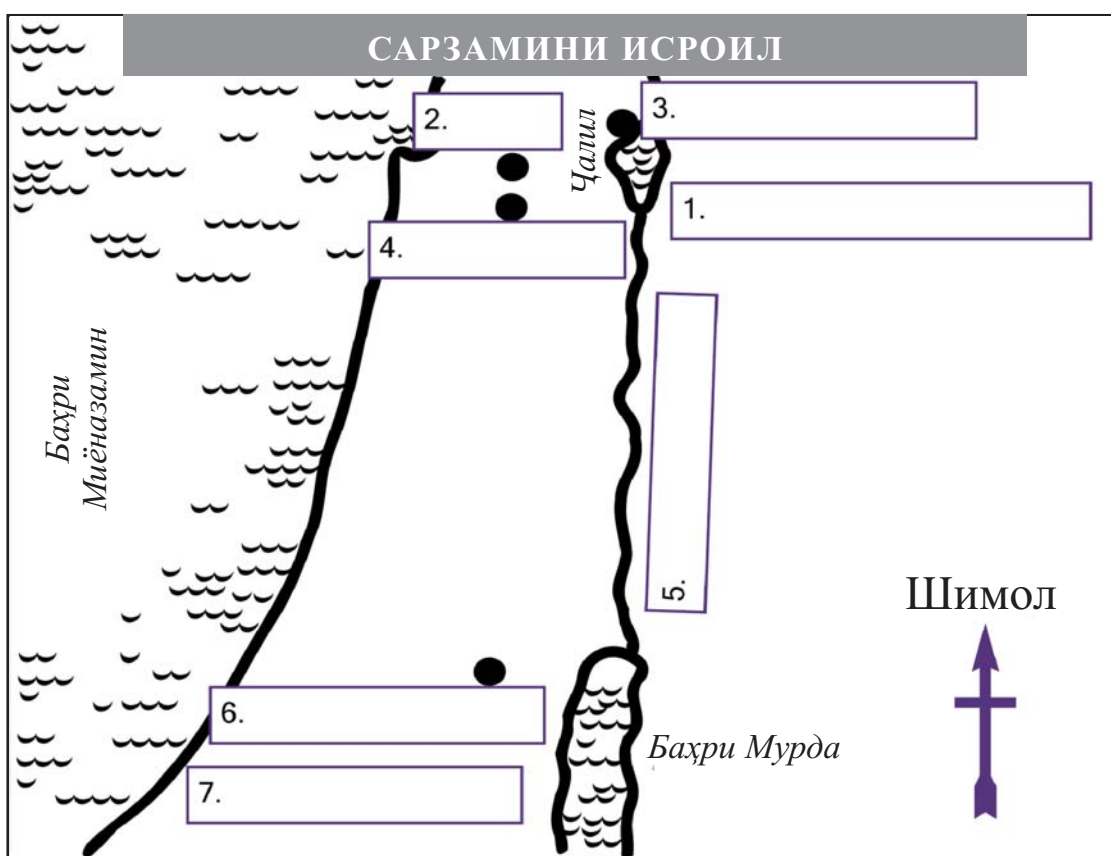 САРЗАМИНИ ИСРОИЛ
2.
3.
Ҷалил
1.
4.
Баҳри
Миёназамин
5.
Шимол
6.
Баҳри Мурда
7.